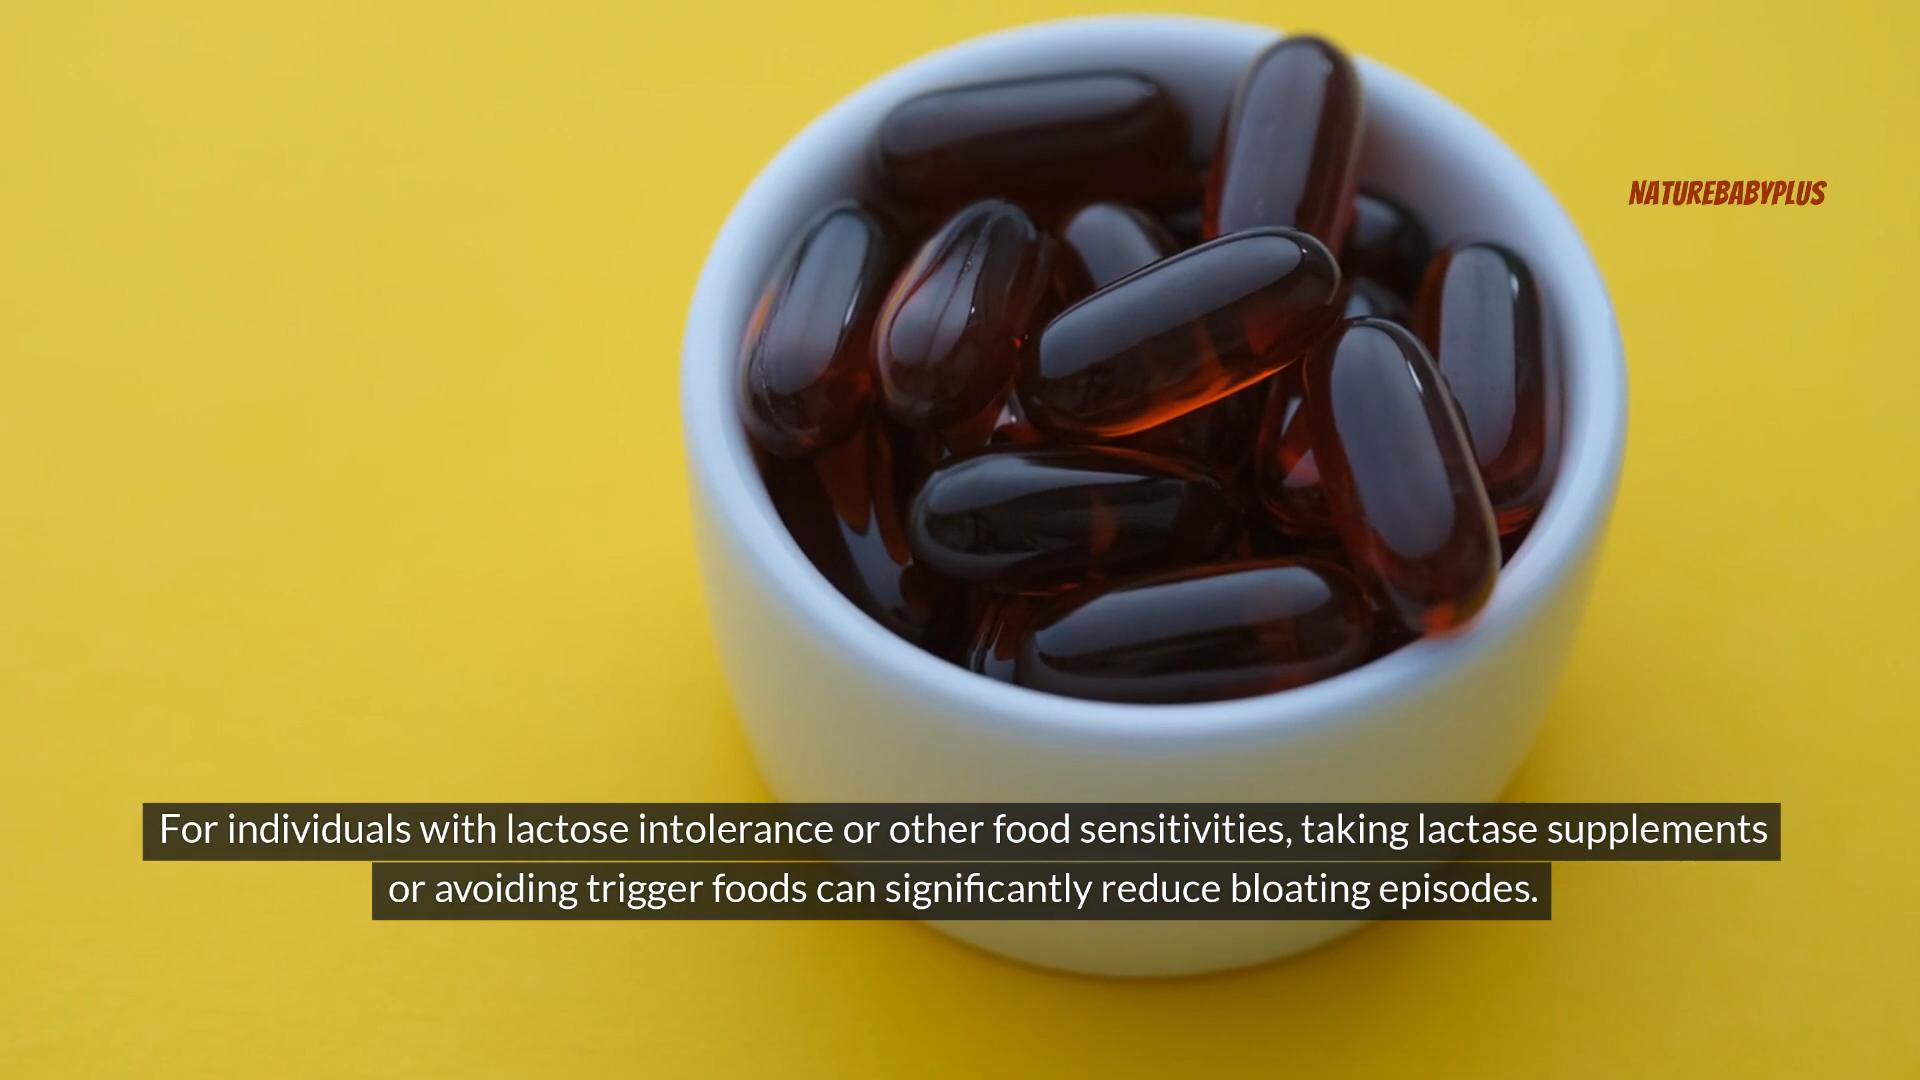 NATUREBABYPLUS
For individuals with lactose intolerance or other food sensitivities, taking lactase supplements
or avoiding trigger foods can significantly reduce bloating episodes.